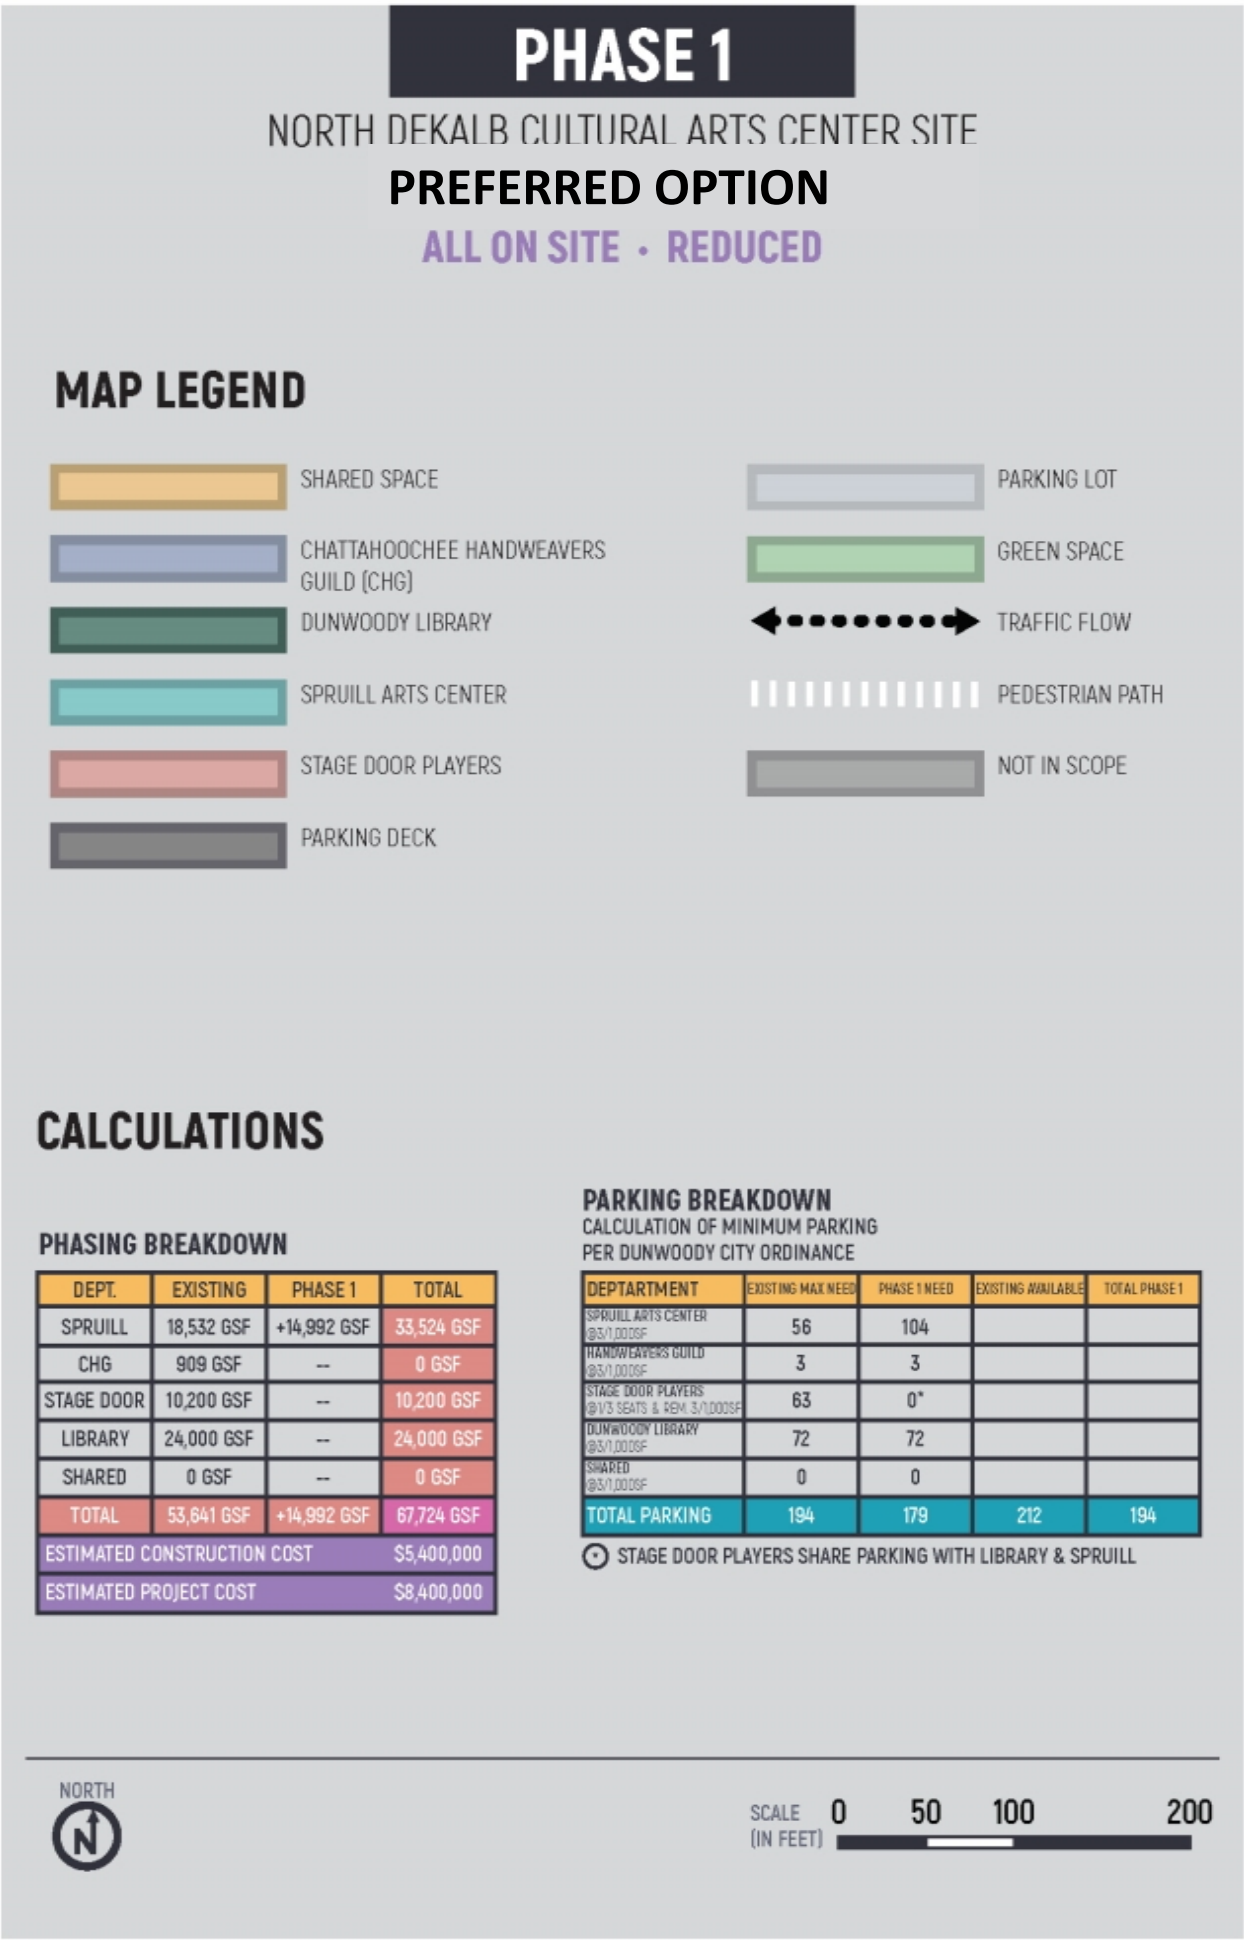 PHASE 1
NORTH DEKALB CULTURAL ARTS CENTER SITE
PREFERRED OPTION
ALL ON SITE • REDUCED
MAP LEGEND
SHARED SPACE
CHATTAHOOCHEE HANDWEAVERS
GUILD (CHG)
DUNWOODY LIBRARY
SPRUILL ARTS CENTER
STAGE DOOR PLAYERS
PARKING DECK
PARKING LOT
GREEN SPACE
TRAFFIC FLOW
PEDESTRIAN PATH
NOT IN SCOPE
CALCULATIONS
PHASING BREAKDOWN
DEPT. EXISTING PHASE 1 TOTAL
SPRUILL 18,532 GSF +14,992 GSF 33,524 GSF
CHG 909 GSF -- 0 GSF
STAGE DOOR 10,200 GSF -- 10,200 GSF
LIBRARY 24,000 GSF -- 24,000 GSF
SHARED 0 GSF -- 0 GSF
TOTAL 53,641 GSF +14,992 GSF 67,724 GSF
ESTIMATED CONSTRUCTION COST $5,400,000
ESTIMATED PROJECT COST $8,400,000
PARKING BREAKDOWN
CALCULATION OF MINIMUM PARKING
PER DUNWOODY CITY ORDINANCE
DEPTARTMENT EXISTING MAX NEED PHASE 1 NEED EXISTING AVAILABLE TOTAL PHASE 1
SPRUILL ARTS CENTER
@3/1,000SF 56 104
HANDWEAVERS GUILD
@3/1,000SF 3 3
STAGE DOOR PLAYERS
@1/3 SEATS & REM. 3/1,000SF 63 0*
DUNWOODY LIBRARY
@3/1,000SF 72 72
SHARED
@3/1,000SF 0 0
TOTAL PARKING 194 179 212 194
STAGE DOOR PLAYERS SHARE PARKING WITH LIBRARY & SPRUILL
NORTH
N
SCALE
(IN FEET)
0 50 100 200